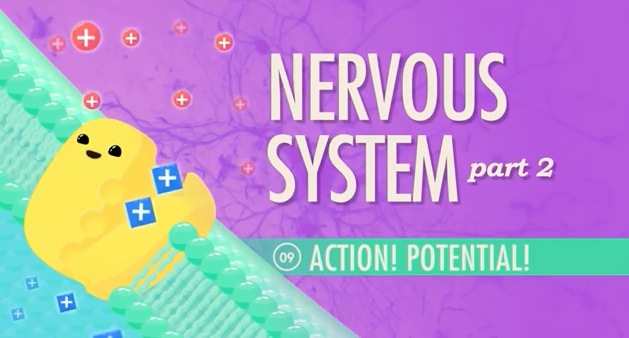 NERVOUS
SYSTEM part 2
09 ACTION! POTENTIAL!